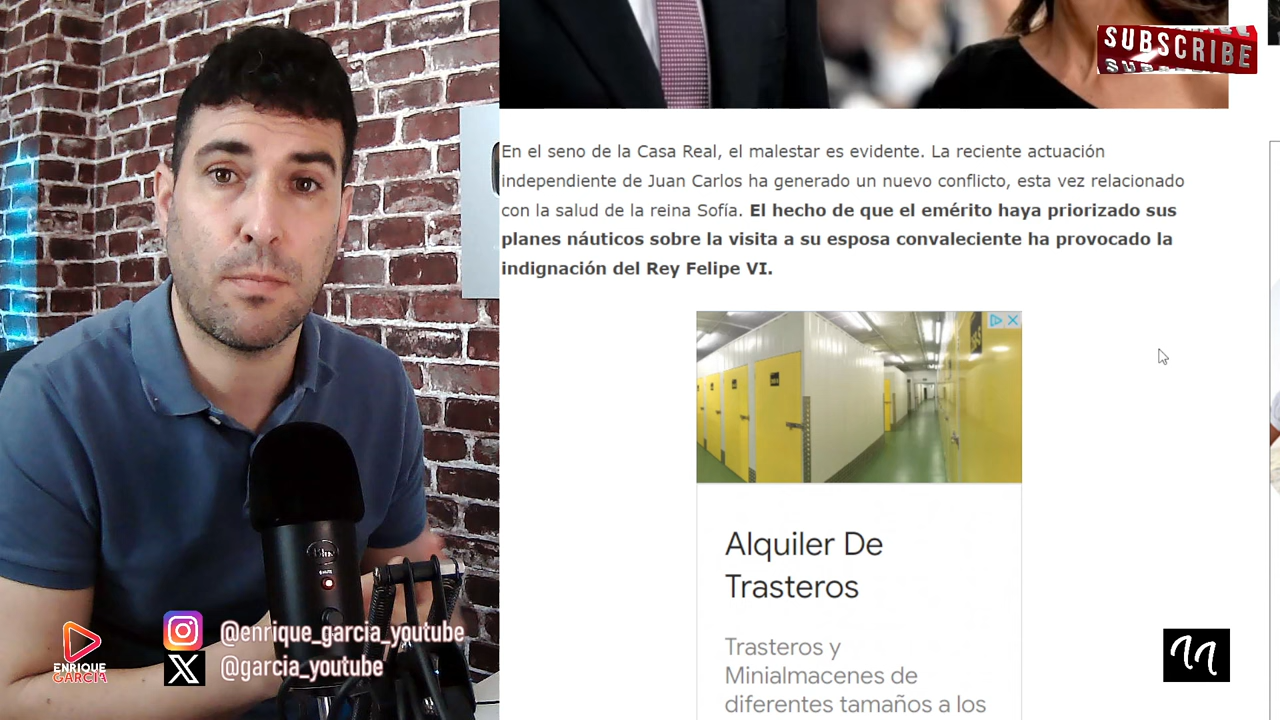 SUBSCRIBE
En el seno de la Casa Real, el malestar es evidente. La reciente actuación
independiente de Juan Carlos ha generado un nuevo conflicto, esta vez relacionado
con la salud de la reina Sofía. El hecho de que el emérito haya priorizado sus
planes náuticos sobre la visita a su esposa convaleciente ha provocado la
indignación del Rey Felipe VI.
Alquiler De
Trasteros
Trasteros y
Minialmacenes de
diferentes tamaños a los
Blue
@enrique_garcia_youtube
@garcia_youtube
ENRIQUE
GARCIA